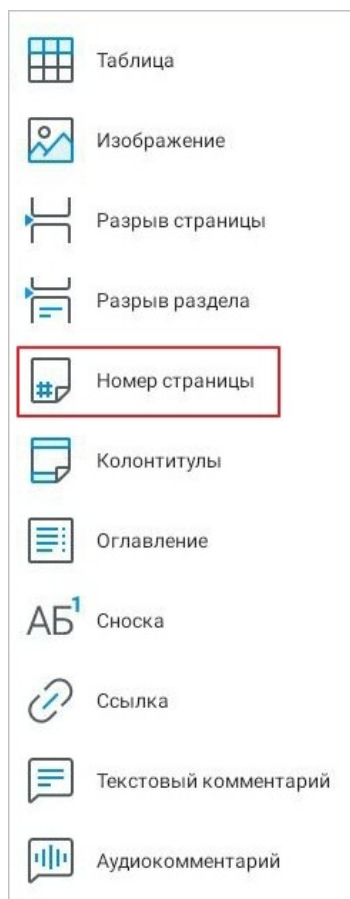 Таблица
Изображение
Разрыв страницы
Разрыв раздела
# Номер страницы
Колонтитулы
Оглавление
АБ1 Сноска
Ссылка
Текстовый комментарий
Аудиокомментарий